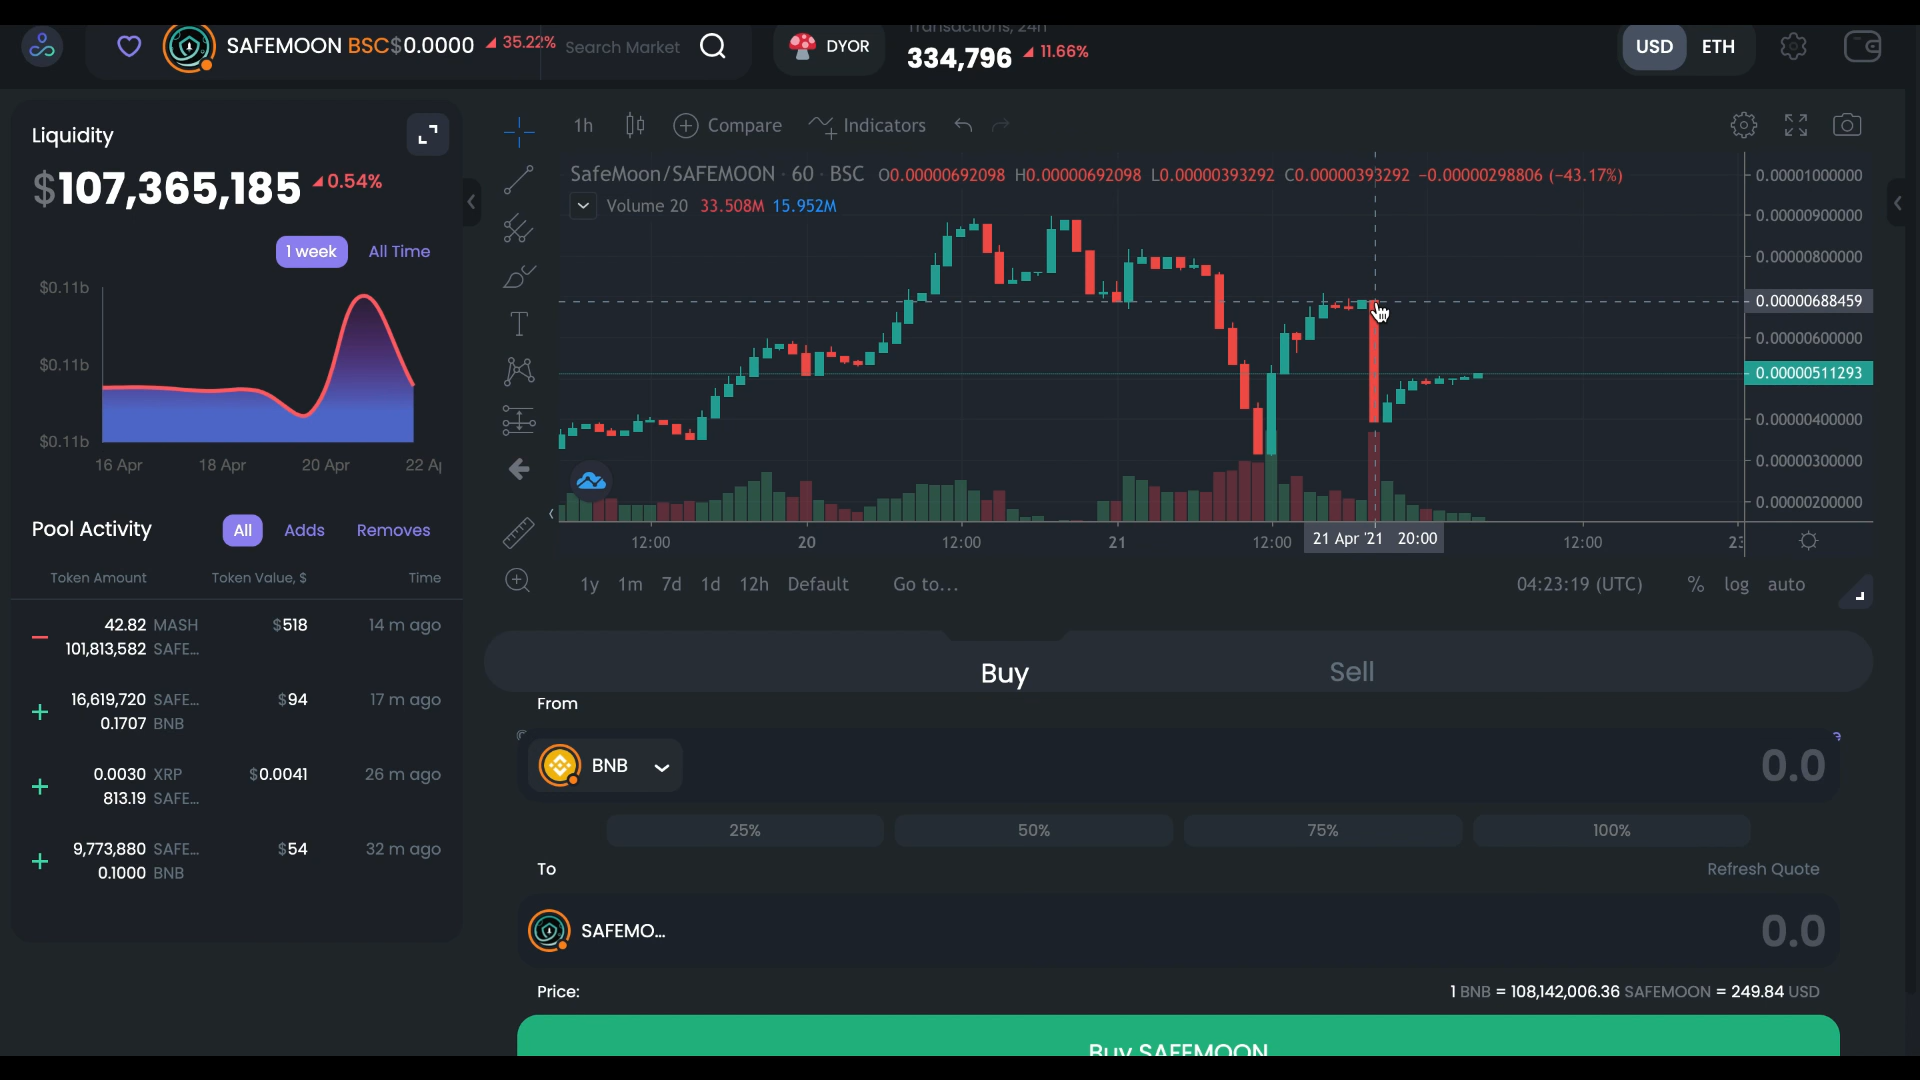 SAFEMOON BSC $0.0000 35.22% Search Market
DYOR
Transactions, 24h
334,796 11.66%
USD ETH
Liquidity
$107,365,185 0.54%
1 week All Time
$0.11b
$0.11b
$0.11b
16 Apr 18 Apr 20 Apr 22 A
Pool Activity All Adds Removes
Token Amount Token Value, $ Time
42.82 MASH $518 14 m ago
101,813,582 SAFE...
16,619,720 SAFE... $94 17 m ago
0.1707 BNB
0.0030 XRP $0.0041 26 m ago
813.19 SAFE...
9,773,880 SAFE... $54 32 m ago
0.1000 BNB
1h Compare Indicators
SafeMoon/SAFEMOON · 60 · BSC O0.00000692098 H0.00000692098 L0.00000393292 C0.00000393292 −0.00000298806 (−43.17%)
Volume 20 33.508M 15.952M
0.00001000000
0.00000900000
0.00000800000
0.00000688459
0.00000600000
0.00000511293
0.00000400000
0.00000300000
0.00000200000
12:00 20 12:00 21 12:00 21 Apr '21 20:00 12:00 23
1y 1m 7d 1d 12h Default Go to... 04:23:19 (UTC) % log auto
Buy Sell
From
BNB 0.0
25% 50% 75% 100%
To Refresh Quote
SAFEMO... 0.0
Price: 1 BNB = 108,142,006.36 SAFEMOON = 249.84 USD
Buy SAFEMOON